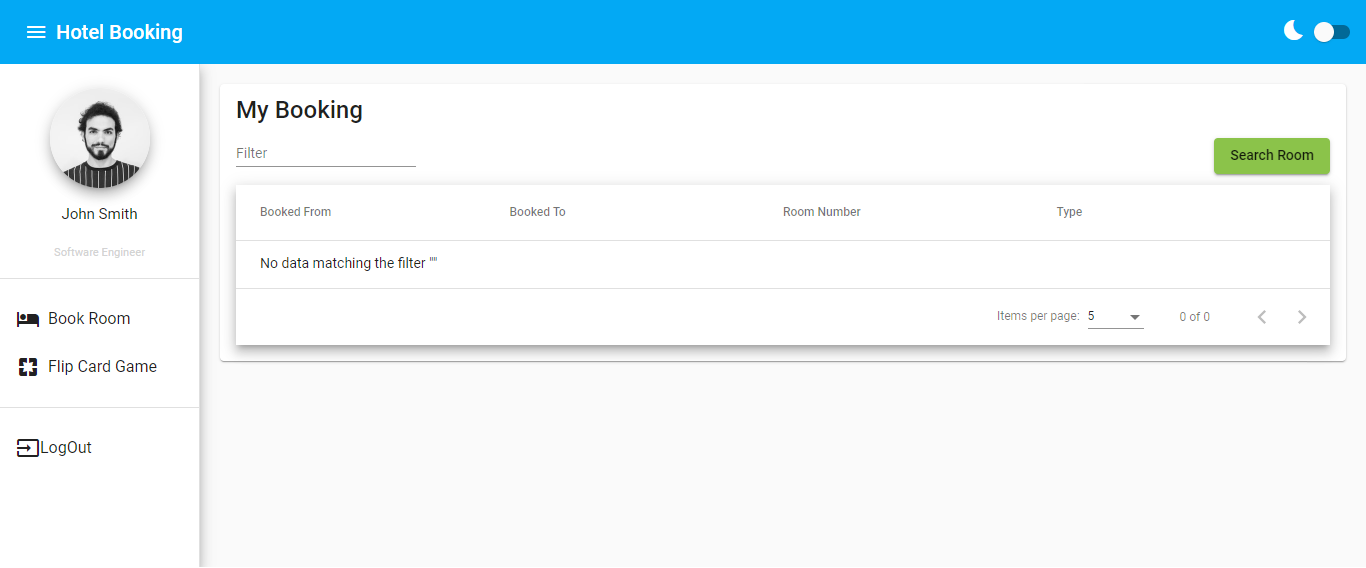 Hotel Booking
John Smith
Software Engineer
Book Room
Flip Card Game
LogOut
My Booking
Filter
Search Room
Booked From Booked To Room Number Type
No data matching the filter ""
Items per page: 5 0 of 0